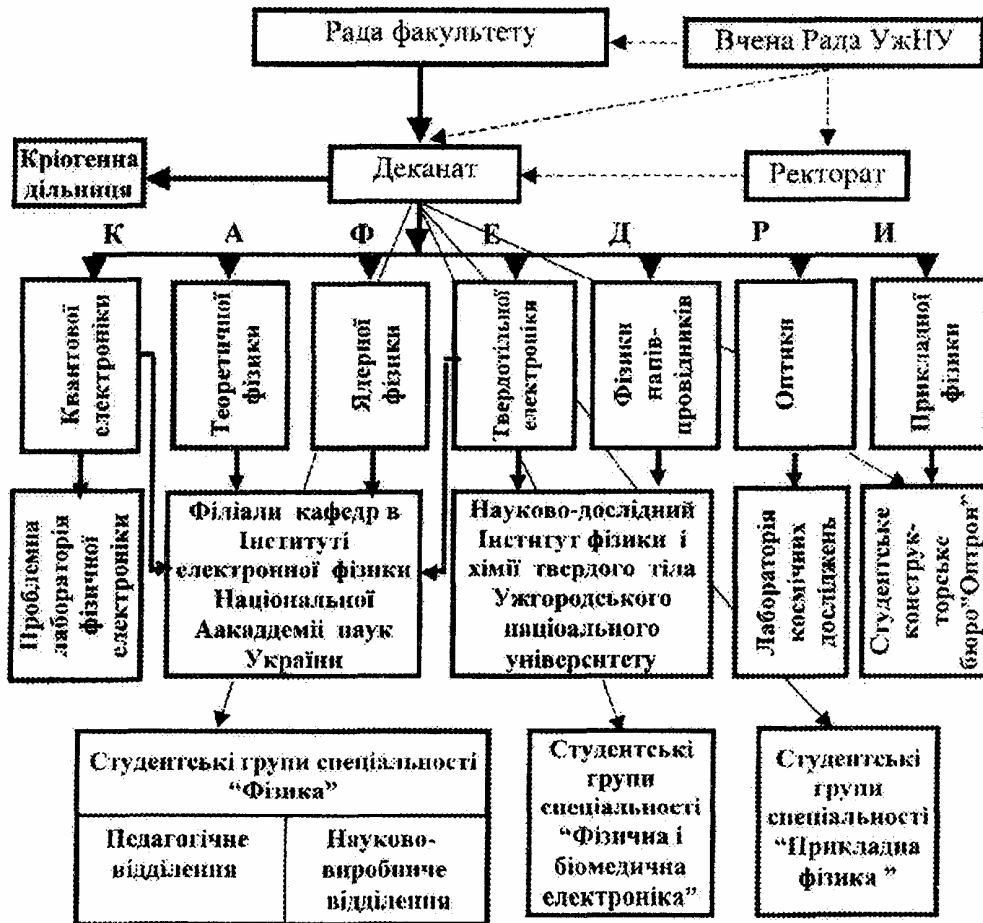 Рада факультету
Вчена Рада УжНУ
Кріогенна
дільниця
Деканат
Ректорат
К А Ф Е Д Р И
Квантової
електроніки
Теоретичної
фізики
Ядерної
фізики
Твердотільної
електроніки
Фізики
напів-
провідників
Оптики
Прикладної
фізики
Проблемна
лабораторія
фізичної
електроніки
Філіали кафедр в
Інституті
електронної фізики
Національної
Аакаддемії наук
України
Науково-дослідний
Інститут фізики і
хімії твердого тіла
Ужгородського
націоального
університету
Лабораторія
космічних
досліджень
Студентське
конструк-
торське
бюро"Оптрон"
Студентські групи спеціальності
“Фізика”
Педагогічне
відділення
Науково-
виробниче
відділення
Студентські
групи
спеціальності
“Фізична і
біомедична
електроніка”
Студентські
групи
спеціальності
“Прикладна
фізика ”